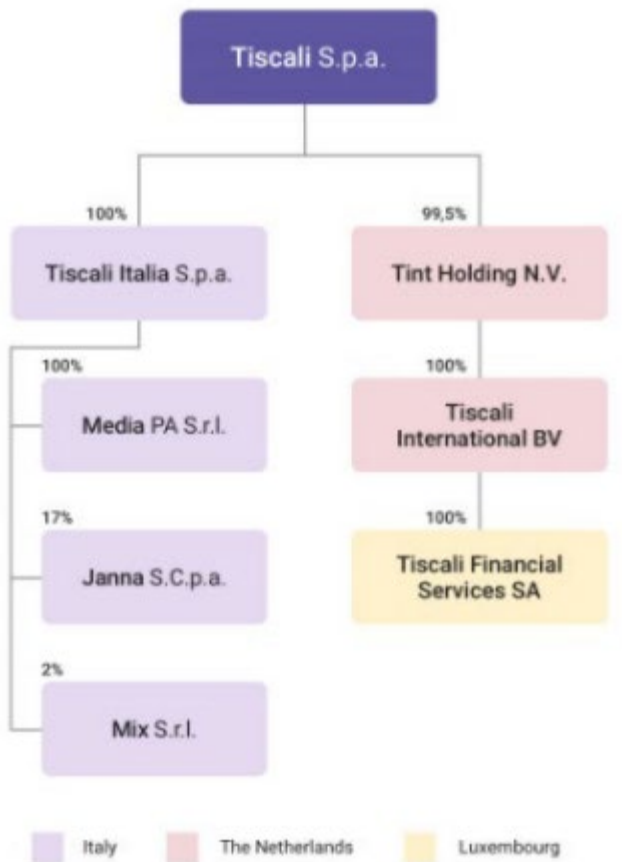 Tiscali S.p.a.
100%
99,5%
Tiscali Italia S.p.a.
Tint Holding N.V.
100%
100%
Media PA S.r.l.
Tiscali
International BV
17%
100%
Janna S.C.p.a.
Tiscali Financial
Services SA
2%
Mix S.r.l.
Italy
The Netherlands
Luxembourg